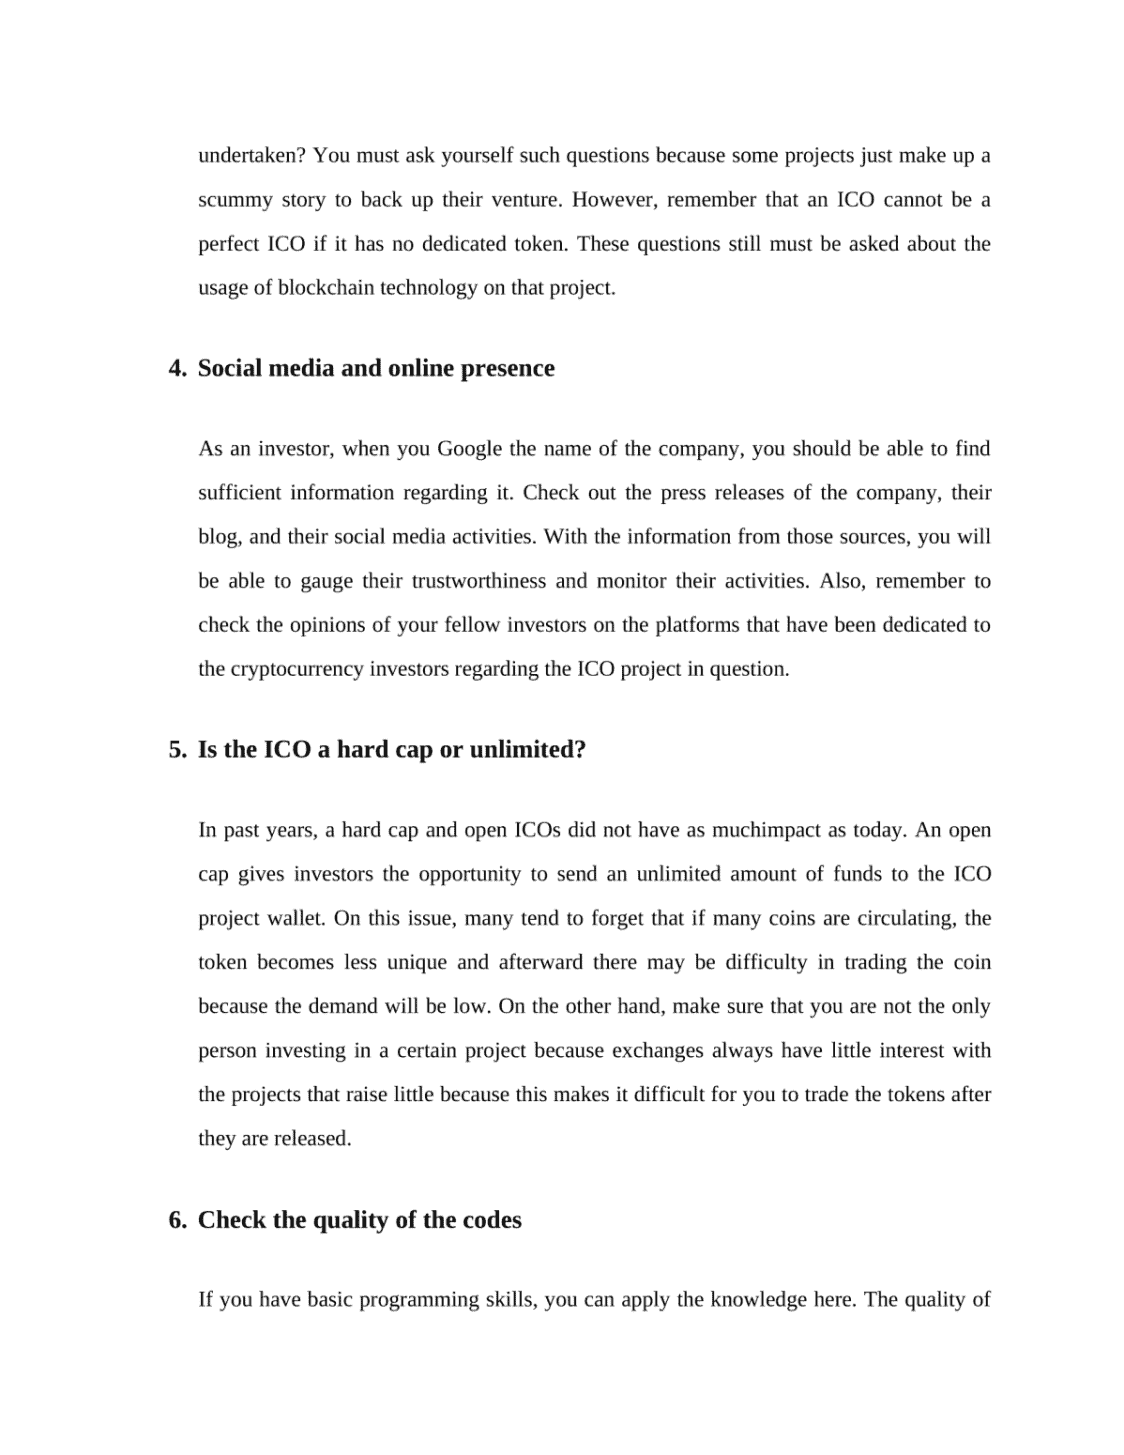 undertaken? You must ask yourself such questions because some projects just make up a
scummy story to back up their venture. However, remember that an ICO cannot be a
perfect ICO if it has no dedicated token. These questions still must be asked about the
usage of blockchain technology on that project.
4. Social media and online presence
As an investor, when you Google the name of the company, you should be able to find
sufficient information regarding it. Check out the press releases of the company, their
blog, and their social media activities. With the information from those sources, you will
be able to gauge their trustworthiness and monitor their activities. Also, remember to
check the opinions of your fellow investors on the platforms that have been dedicated to
the cryptocurrency investors regarding the ICO project in question.
5. Is the ICO a hard cap or unlimited?
In past years, a hard cap and open ICOs did not have as muchimpact as today. An open
cap gives investors the opportunity to send an unlimited amount of funds to the ICO
project wallet. On this issue, many tend to forget that if many coins are circulating, the
token becomes less unique and afterward there may be difficulty in trading the coin
because the demand will be low. On the other hand, make sure that you are not the only
person investing in a certain project because exchanges always have little interest with
the projects that raise little because this makes it difficult for you to trade the tokens after
they are released.
6. Check the quality of the codes
If you have basic programming skills, you can apply the knowledge here. The quality of